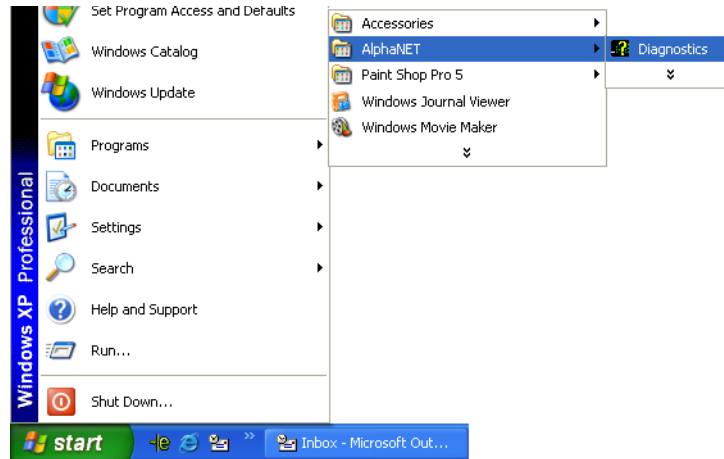 Set Program Access and Defaults
Windows Catalog
Windows Update
Programs
Documents
Settings
Search
Help and Support
Run...
Shut Down...
Windows XP Professional
Accessories
AlphaNET
Paint Shop Pro 5
Windows Journal Viewer
Windows Movie Maker
Diagnostics
start
Inbox - Microsoft Out...